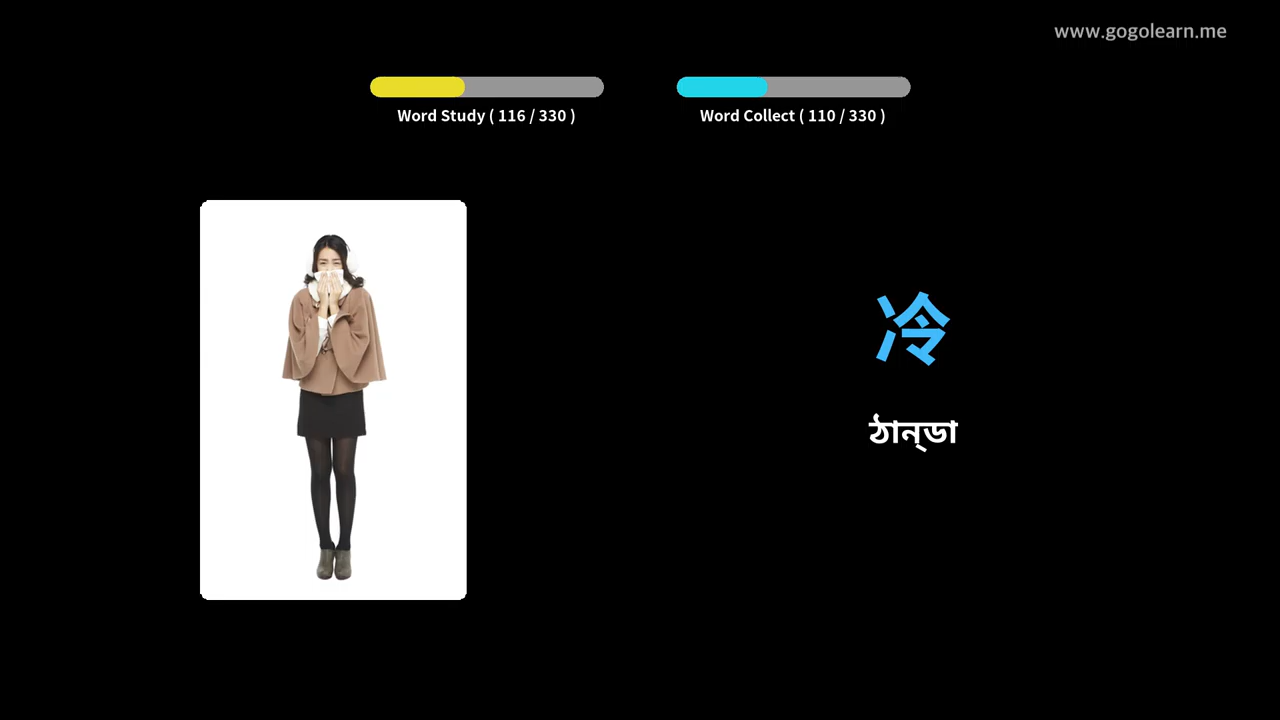 www.gogolearn.me
Word Study ( 116 / 330 )
Word Collect ( 110 / 330 )
冷
ঠান্‌ডা